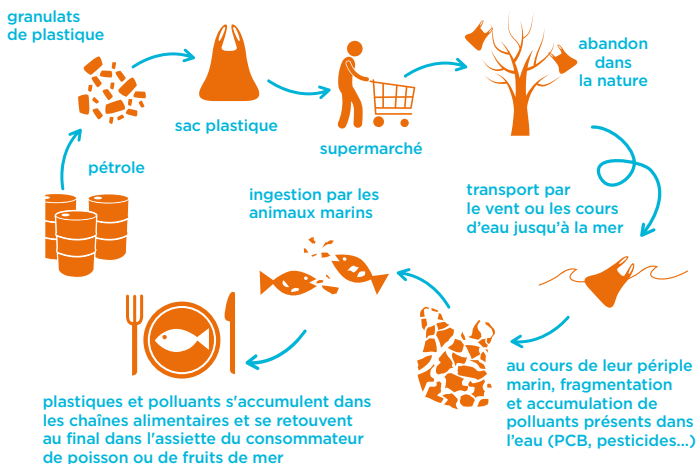 granulats
de plastique
sac plastique
supermarché
abandon
dans
la nature
pétrole
ingestion par les
animaux marins
transport par
le vent ou les cours
d'eau jusqu'à la mer
au cours de leur périple
marin, fragmentation
et accumulation de
polluants présents dans
l'eau (PCB, pesticides...)
plastiques et polluants s'accumulent dans
les chaînes alimentaires et se retouvent
au final dans l'assiette du consommateur
de poisson ou de fruits de mer